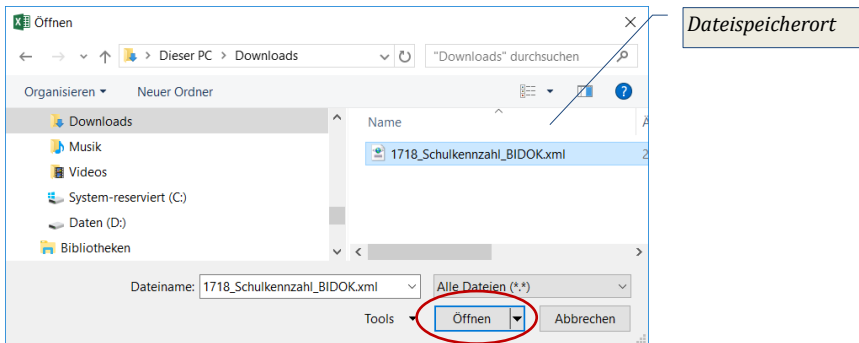 Öffnen
Dateispeicherort
Dieser PC > Downloads
"Downloads" durchsuchen
Organisieren
Neuer Ordner
Downloads
Name
Musik
1718_Schulkennzahl_BIDOK.xml
Videos
System-reserviert (C:)
Daten (D:)
Bibliotheken
Dateiname: 1718_Schulkennzahl_BIDOK.xml
Alle Dateien (*.*)
Tools
Öffnen
Abbrechen